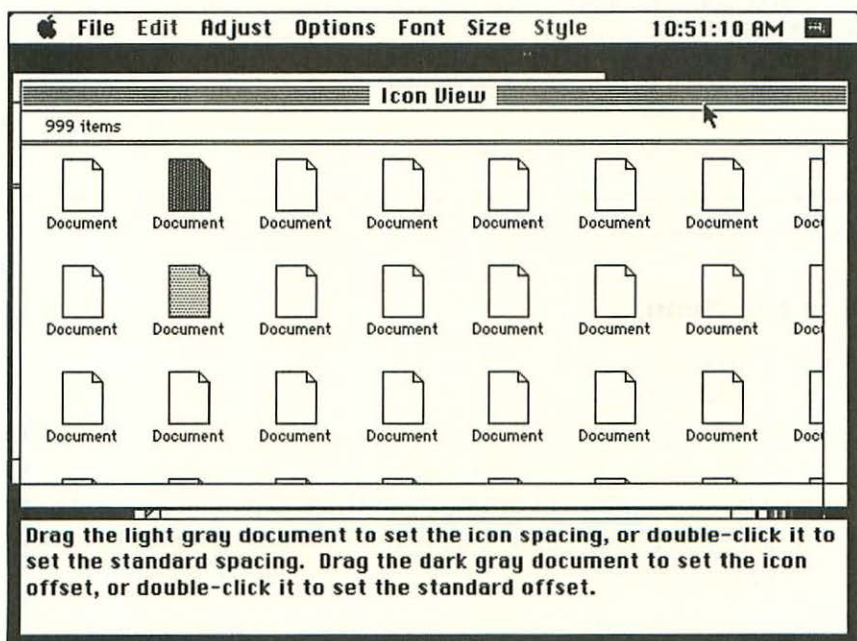 File Edit Adjust Options Font Size Style 10:51:10 AM
Icon View
999 items
Document Document Document Document Document Document Document Docu
Document Document Document Document Document Document Document Docu
Document Document Document Document Document Document Document Docu
Drag the light gray document to set the icon spacing, or double-click it to
set the standard spacing. Drag the dark gray document to set the icon
offset, or double-click it to set the standard offset.